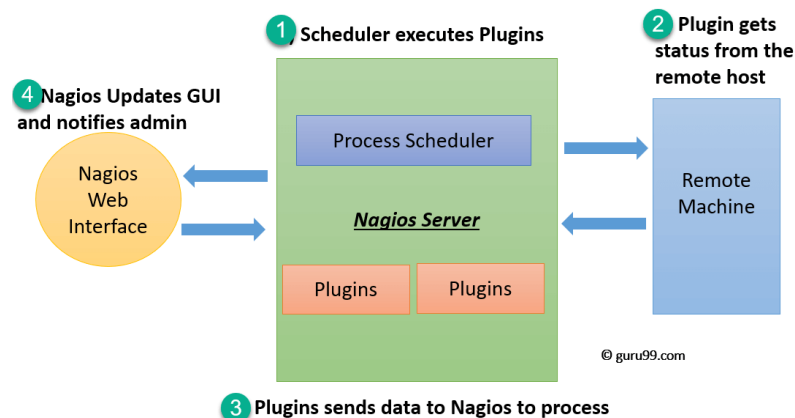 1 Scheduler executes Plugins
2 Plugin gets
status from the
remote host
4 Nagios Updates GUI
and notifies admin
Process Scheduler
Nagios
Web
Interface
Nagios Server
Remote
Machine
Plugins
Plugins
© guru99.com
3 Plugins sends data to Nagios to process